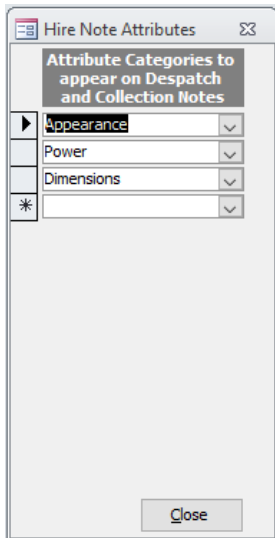 Hire Note Attributes
Attribute Categories to
appear on Despatch
and Collection Notes
Appearance
Power
Dimensions
Close